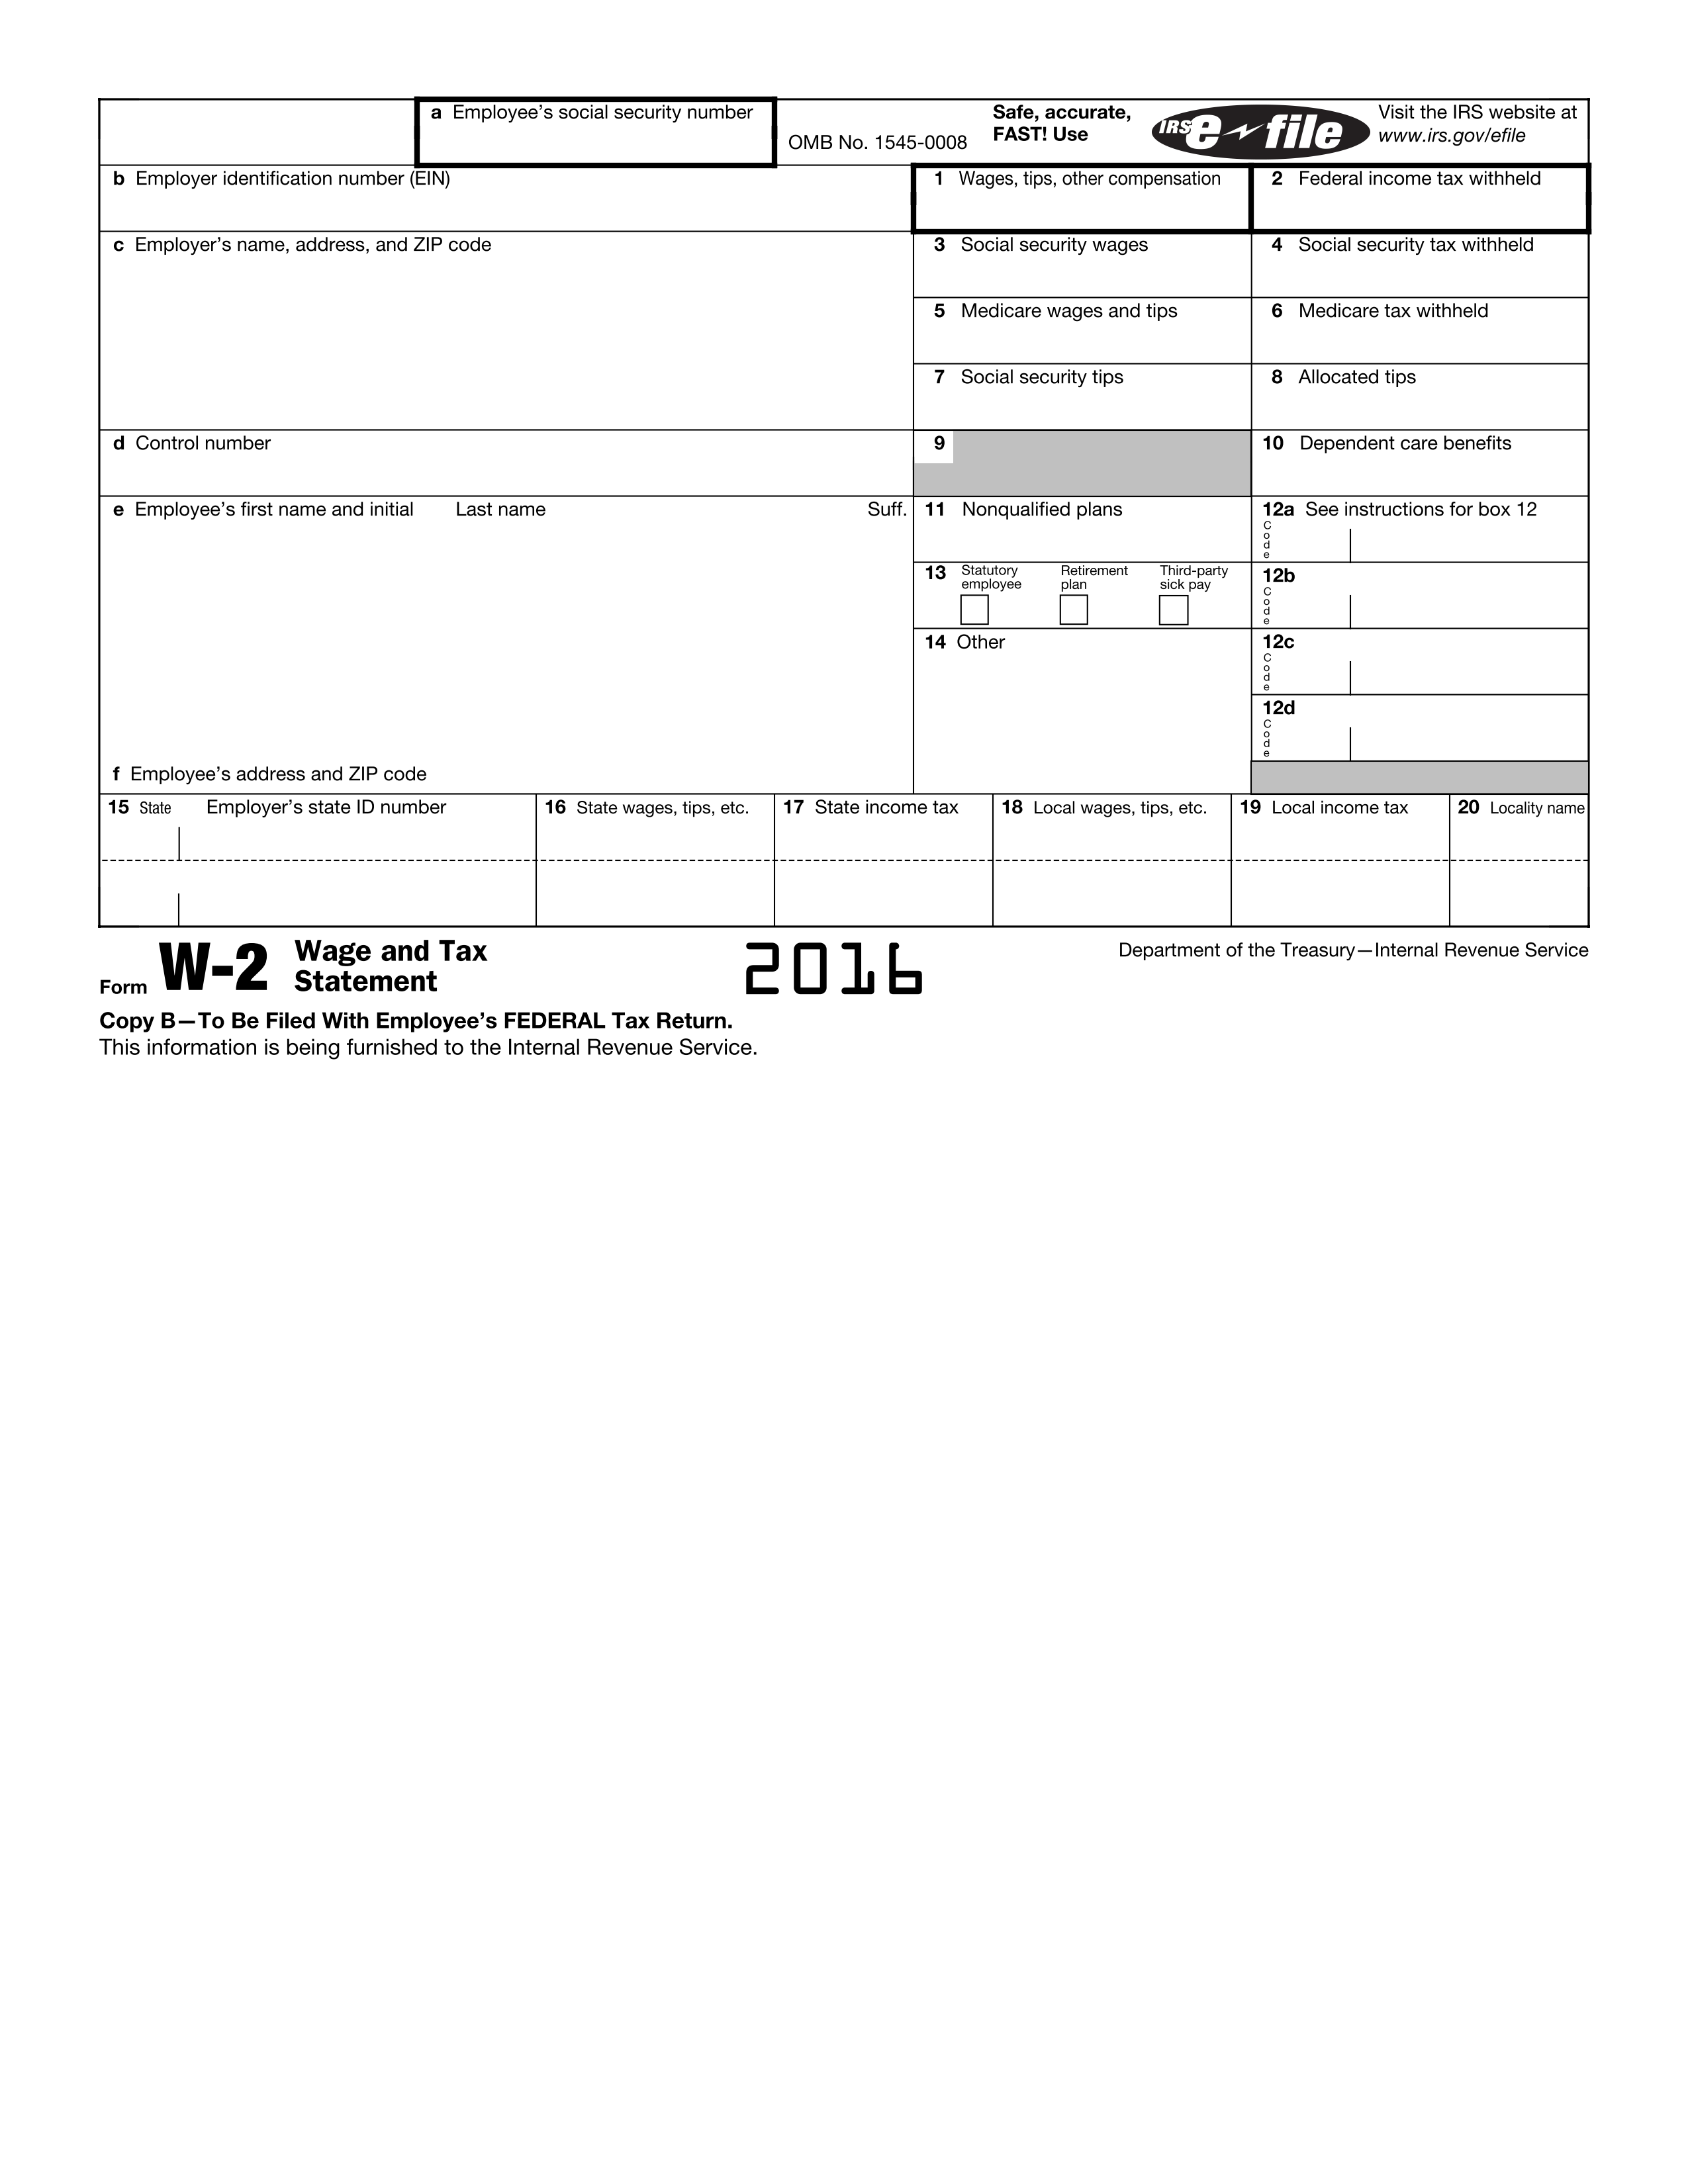 a Employee’s social security number
OMB No. 1545-0008
Safe, accurate,
FAST! Use
IRS e file
Visit the IRS website at
www.irs.gov/efile
b Employer identification number (EIN)
1 Wages, tips, other compensation
2 Federal income tax withheld
c Employer’s name, address, and ZIP code
3 Social security wages
4 Social security tax withheld
5 Medicare wages and tips
6 Medicare tax withheld
7 Social security tips
8 Allocated tips
d Control number
9
10 Dependent care benefits
e Employee’s first name and initial Last name Suff.
11 Nonqualified plans
12a See instructions for box 12
Code
13 Statutory employee Retirement plan Third-party sick pay
12b
Code
14 Other
12c
Code
12d
Code
f Employee’s address and ZIP code
15 State Employer’s state ID number
16 State wages, tips, etc.
17 State income tax
18 Local wages, tips, etc.
19 Local income tax
20 Locality name
Form W-2 Wage and Tax
Statement
2016
Department of the Treasury—Internal Revenue Service
Copy B—To Be Filed With Employee’s FEDERAL Tax Return.
This information is being furnished to the Internal Revenue Service.